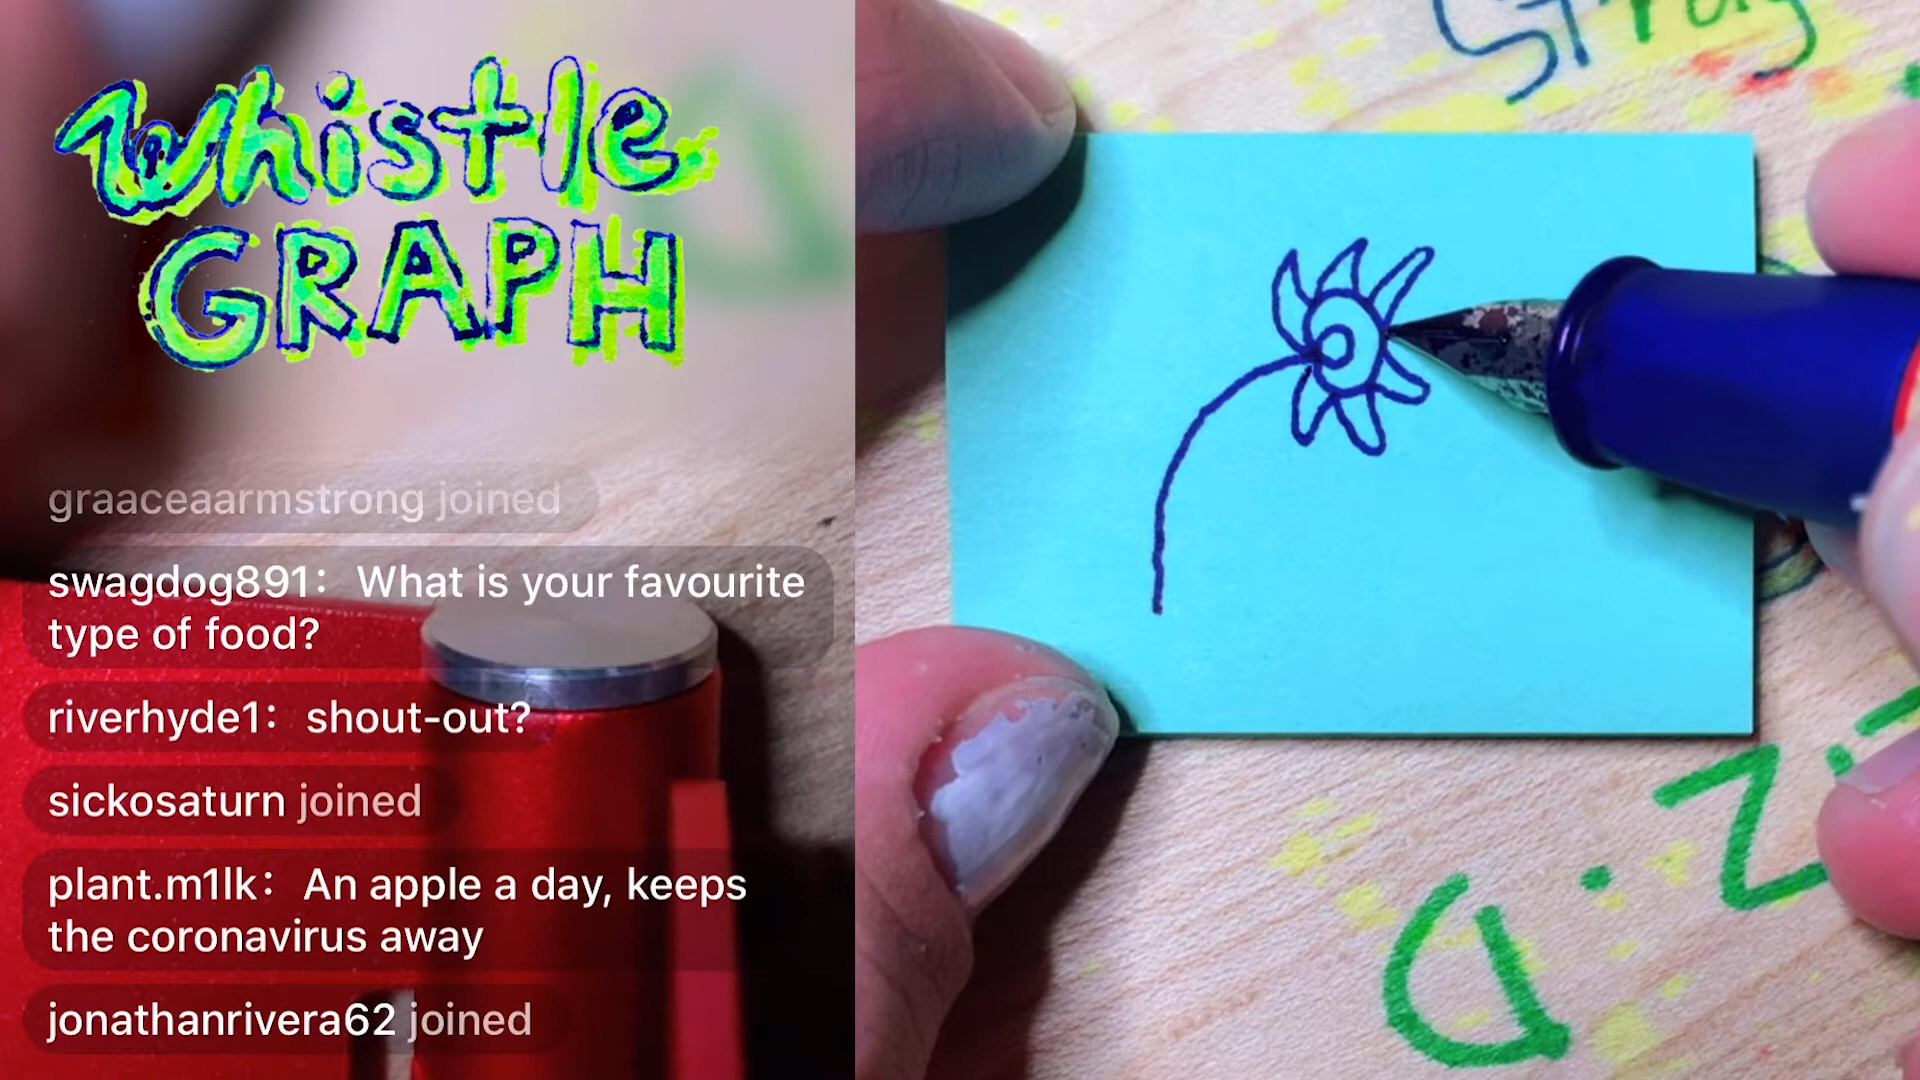 Whistle
GRAPH
graaceaarmstrong joined
swagdog891: What is your favourite
type of food?
riverhyde1: shout-out?
sickosaturn joined
plant.m1lk: An apple a day, keeps
the coronavirus away
jonathanrivera62 joined